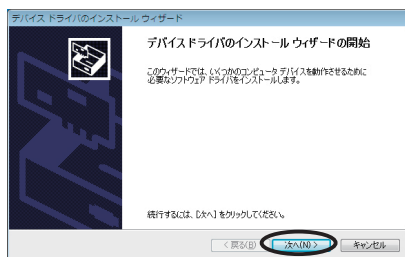 デバイス ドライバのインストール ウィザード
デバイス ドライバのインストール ウィザードの開始
このウィザードでは、いくつかのコンピュータ デバイスを動作させるために
必要なソフトウェア ドライバをインストールします。
続行するには、[次へ] をクリックしてください。
< 戻る(B) 次へ(N) > キャンセル